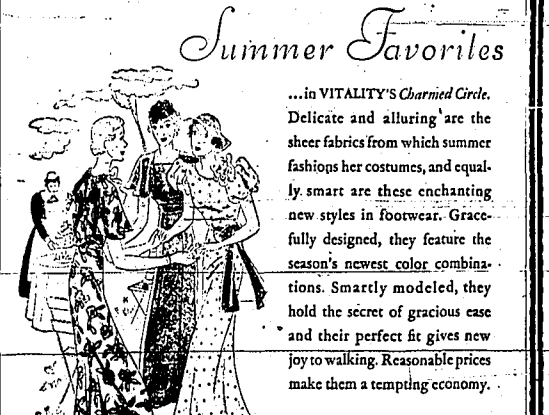 Summer Favorites
...in VITALITY'S Charmed Circle.
Delicate and alluring are the
sheer fabrics from which summer
fashions her costumes, and equal-
ly smart are these enchanting
new styles in footwear. Grace-
fully designed, they feature the
season's newest color combina-
tions. Smartly modeled, they
hold the secret of gracious ease
and their perfect fit gives new
joy to walking. Reasonable prices
make them a tempting economy.